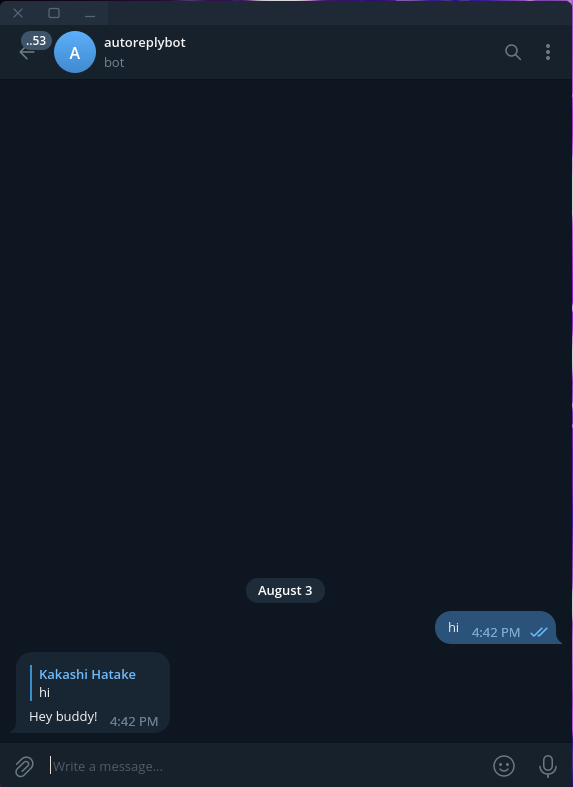 ..53
A
autoreplybot
bot
August 3
hi 4:42 PM
Kakashi Hatake
hi
Hey buddy! 4:42 PM
Write a message...